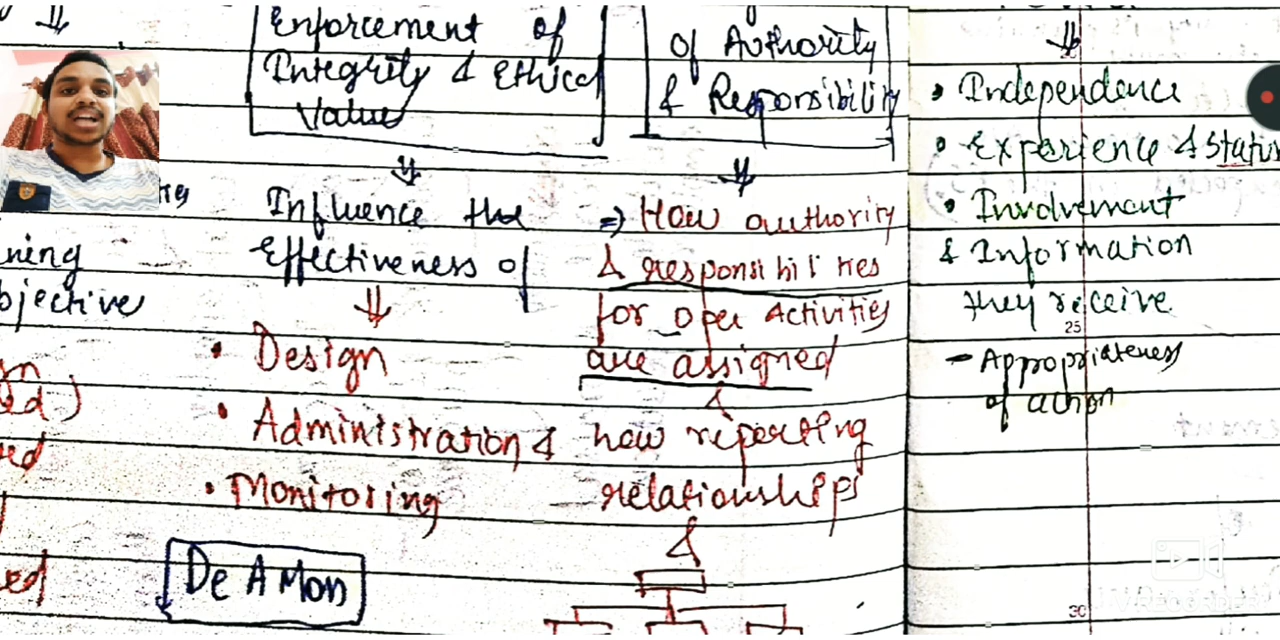 Enforcement of
Integrity & Ethical
Value
Influence the
Effectiveness of
• Design
• Administration &
• Monitoring
De A Mon
of Authority
& Responsibility
=> How authority
& responsibilities
for oper Activities
are assigned
&
how reporting
relationships
&
• Independence
• Experience & Status
• Involvement
& Information
they receive
25
- Appropriateness
of action
30
ning
bjective
ed